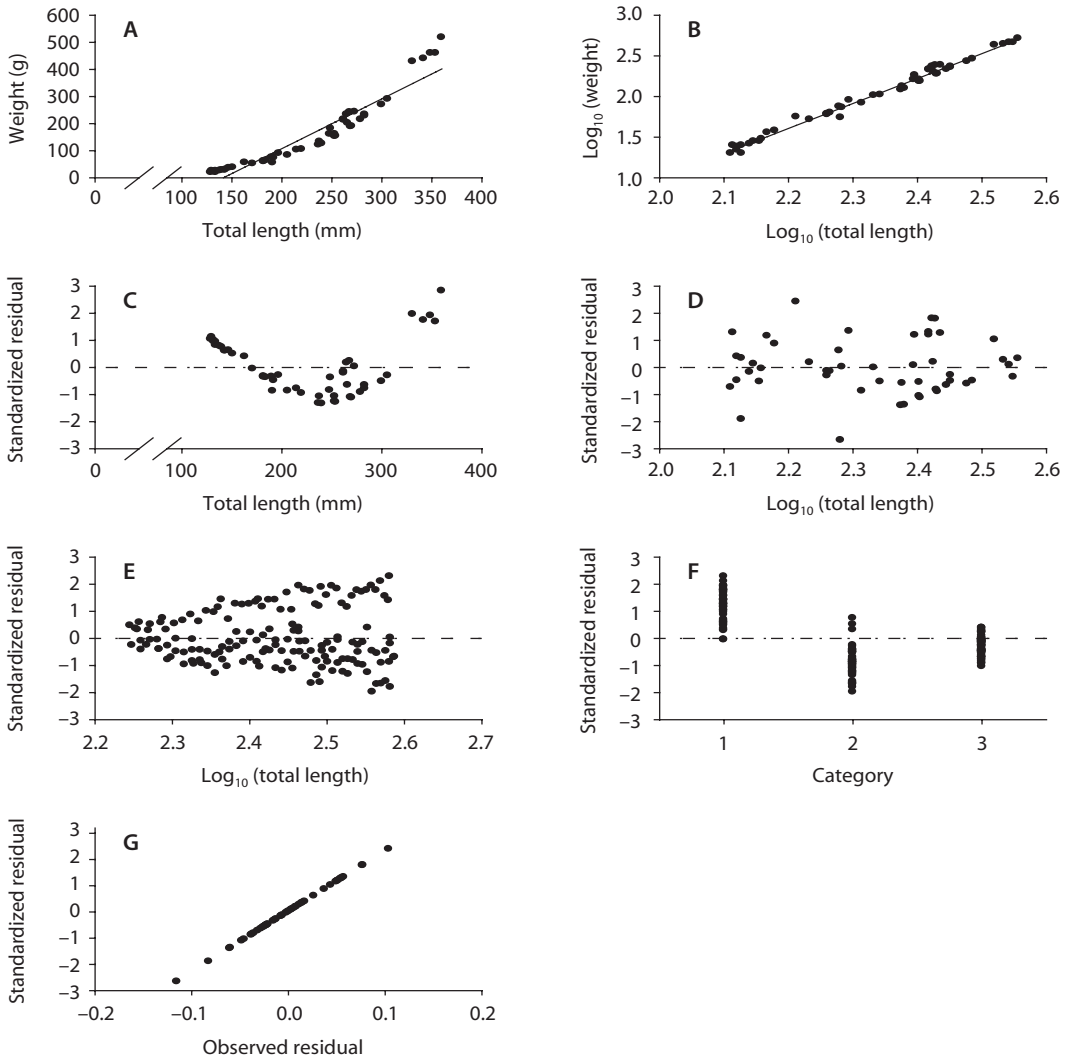 A
Weight (g)
600
500
400
300
200
100
0
0 100 150 200 250 300 350 400
Total length (mm)
B
Log10 (weight)
3.0
2.5
2.0
1.5
1.0
2.0 2.1 2.2 2.3 2.4 2.5 2.6
Log10 (total length)
C
Standardized residual
3
2
1
0
−1
−2
−3
0 100 200 300 400
Total length (mm)
D
Standardized residual
3
2
1
0
−1
−2
−3
2.0 2.1 2.2 2.3 2.4 2.5 2.6
Log10 (total length)
E
Standardized residual
3
2
1
0
−1
−2
−3
2.2 2.3 2.4 2.5 2.6 2.7
Log10 (total length)
F
Standardized residual
3
2
1
0
−1
−2
−3
1 2 3
Category
G
Standardized residual
3
2
1
0
−1
−2
−3
−0.2 −0.1 0.0 0.1 0.2
Observed residual